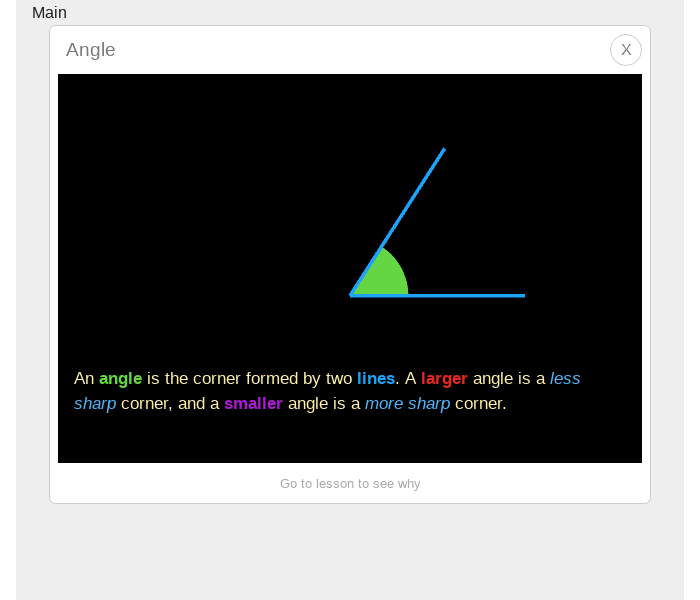 Main
Angle
X
An angle is the corner formed by two lines. A larger angle is a less
sharp corner, and a smaller angle is a more sharp corner.
Go to lesson to see why